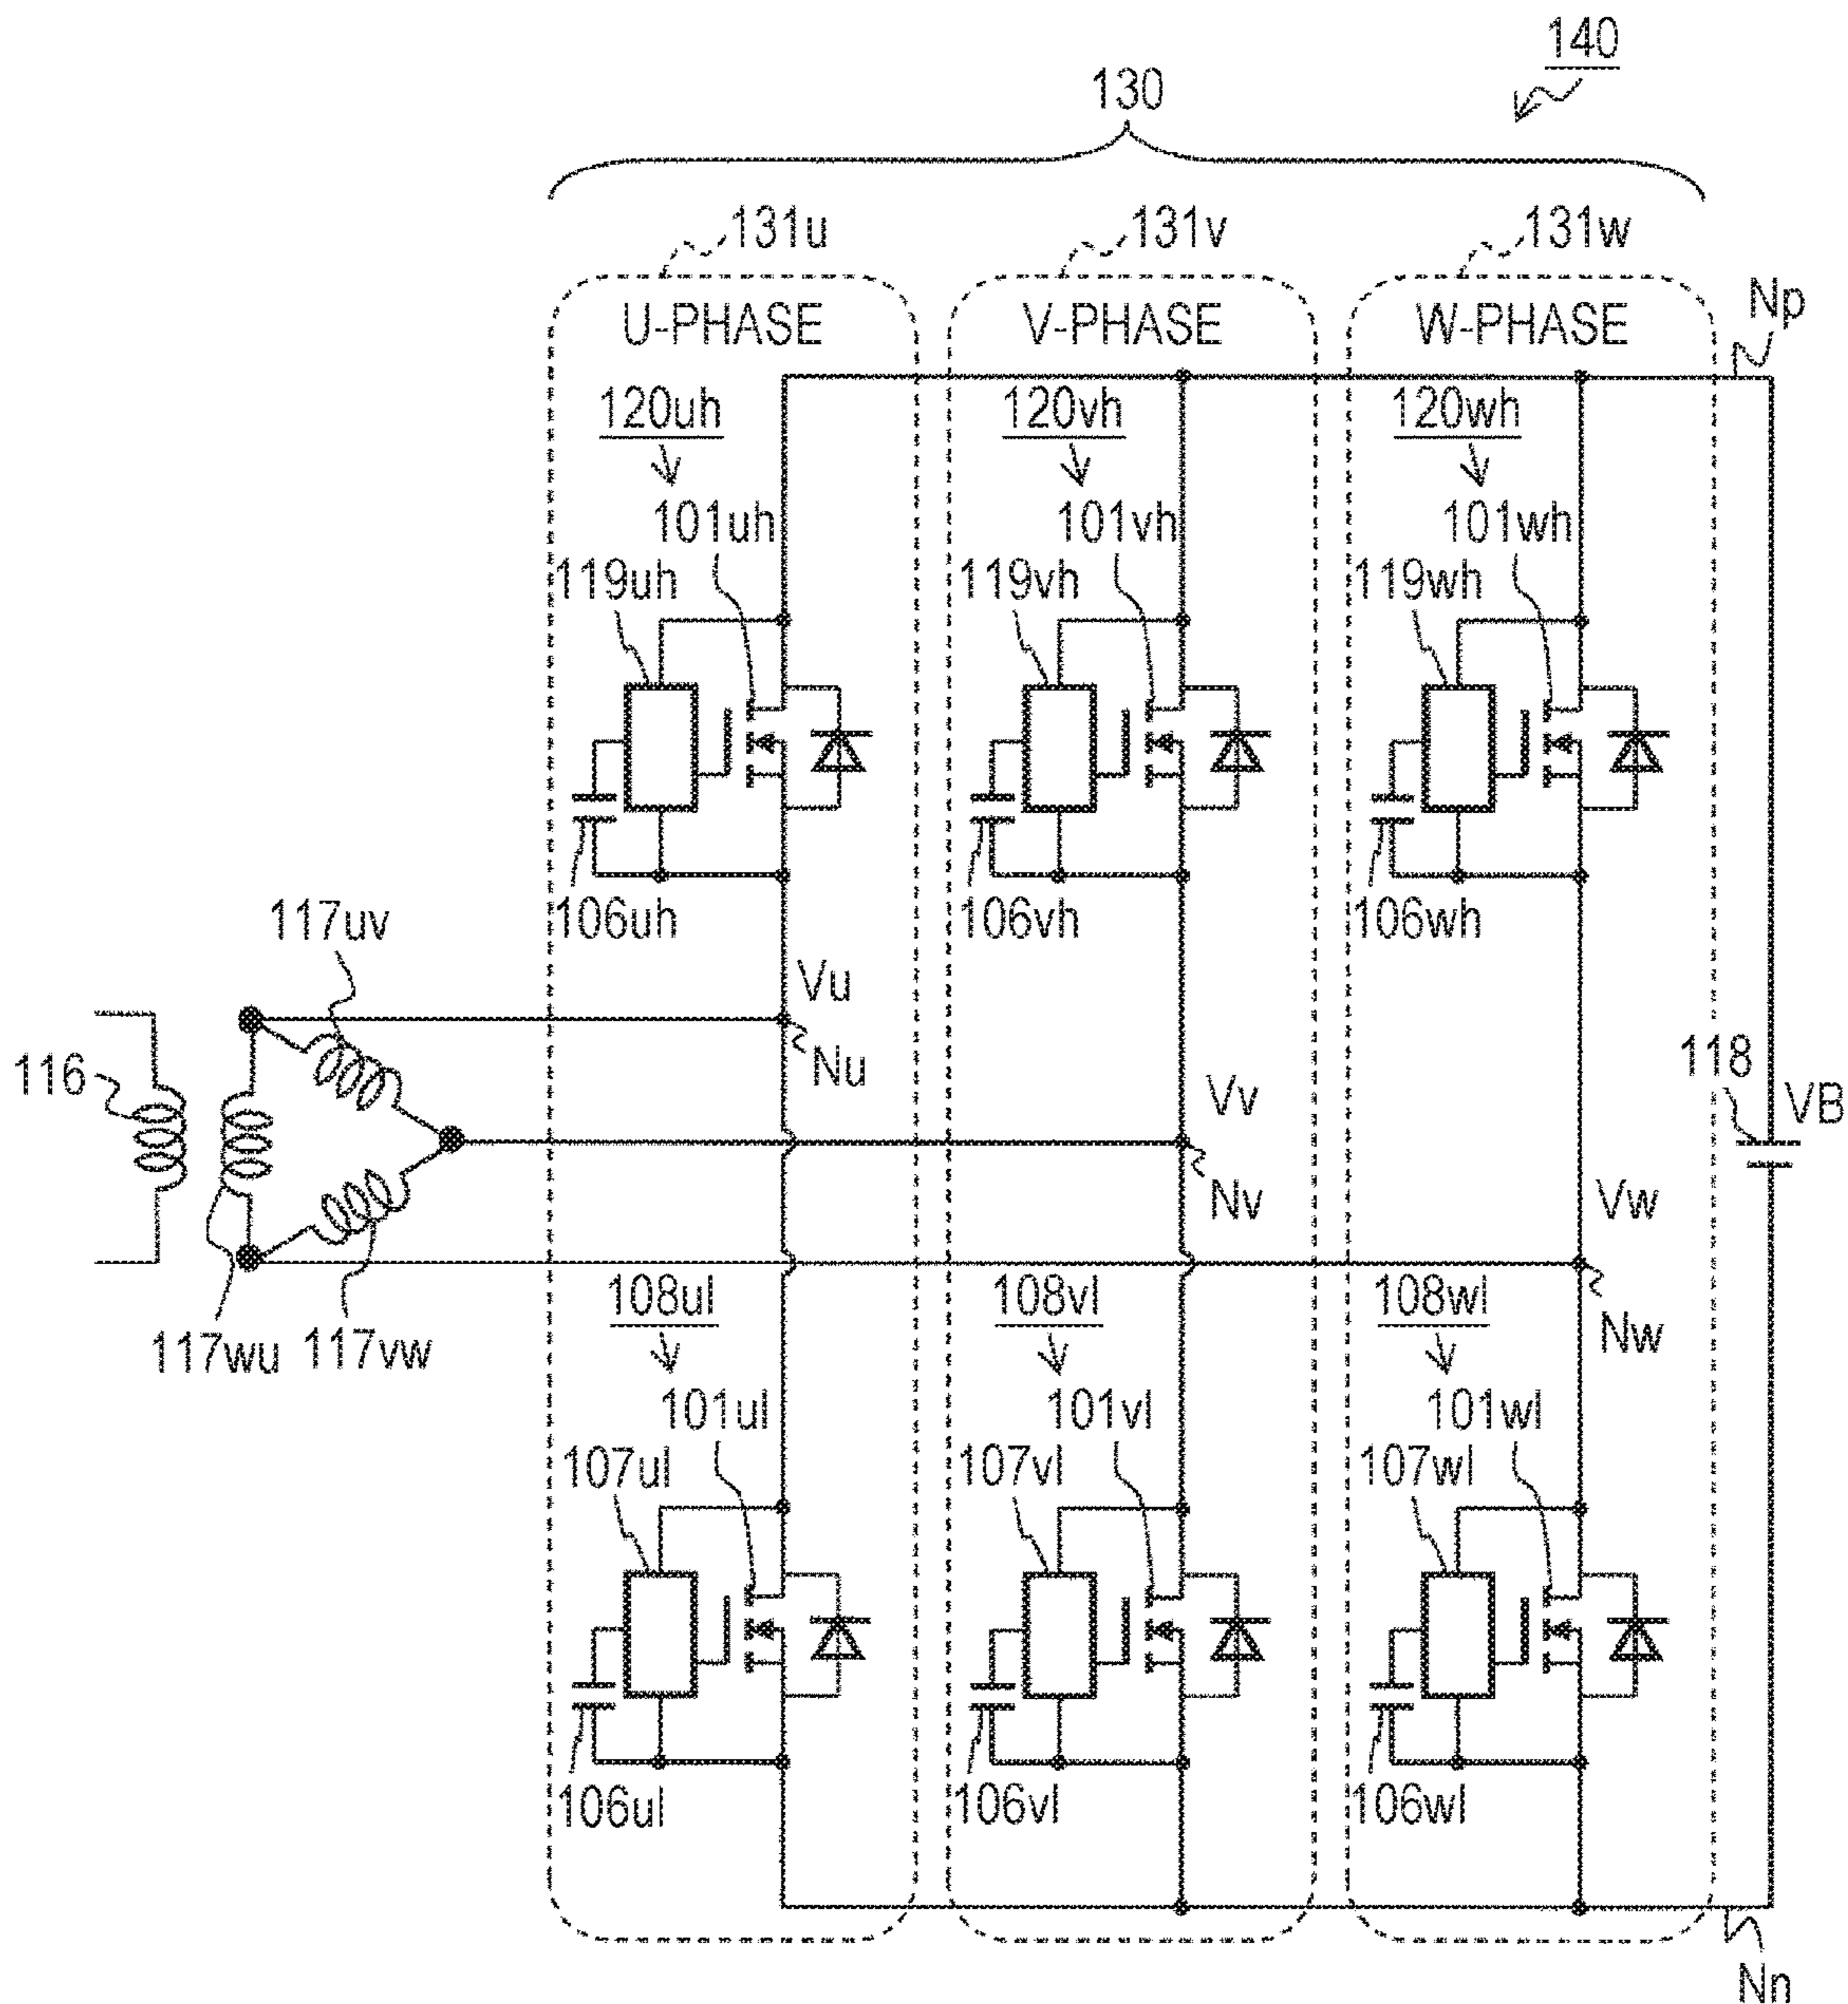 140
130
131u 131v 131w
Np
U-PHASE V-PHASE W-PHASE
120uh 120vh 120wh
101uh 101vh 101wh
119uh 119vh 119wh
106uh 106vh 106wh
117uv
Vu
116
Nu
118
Vv
VB
Nv
Vw
108ul 108vl 108wl
Nw
117wu 117vw
101ul 101vl 101wl
107ul 107vl 107wl
106ul 106vl 106wl
Nn